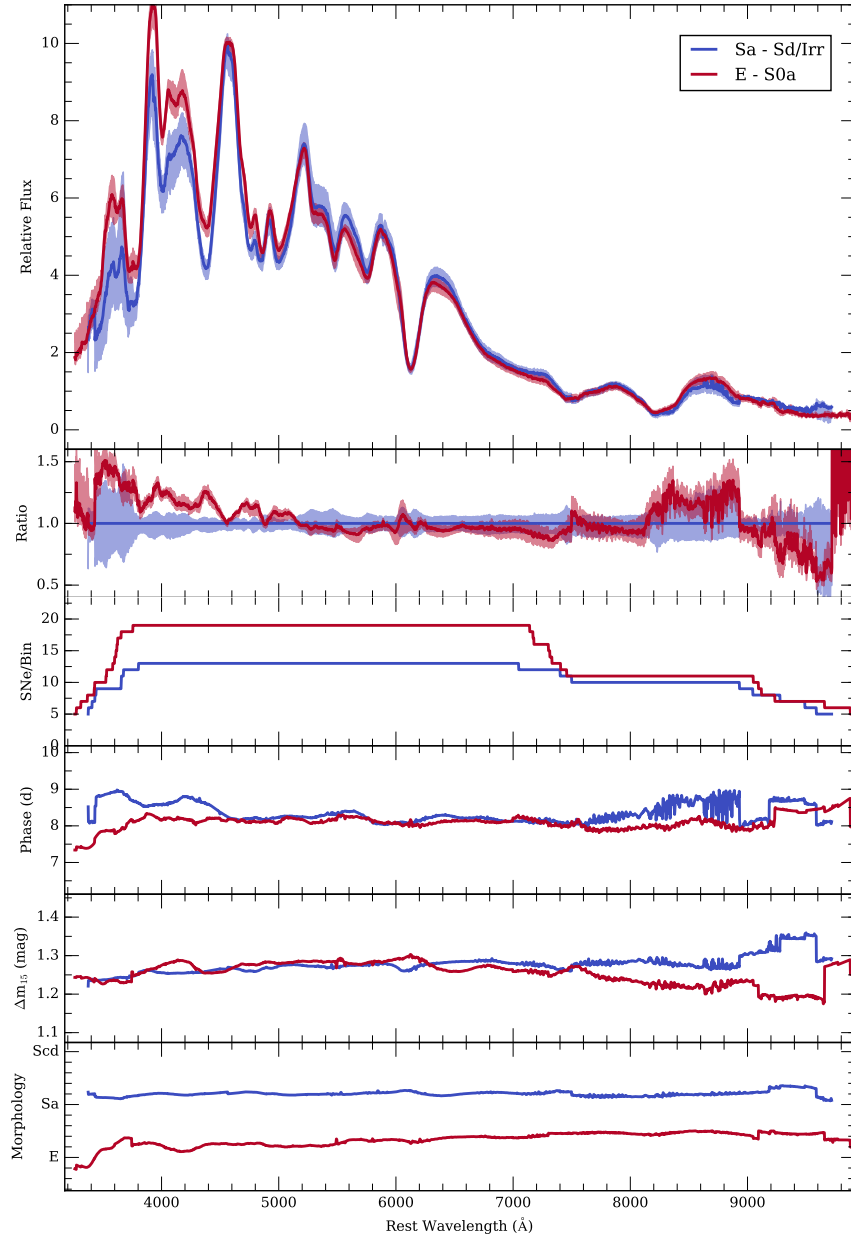 10
8
6
4
2
0
Relative Flux
Sa - Sd/Irr
E - S0a
1.5
1.0
0.5
Ratio
20
15
10
5
0
SNe/Bin
10
9
8
7
Phase (d)
1.4
1.3
1.2
1.1
Δm₁₅ (mag)
Scd
Sa
E
Morphology
4000 5000 6000 7000 8000 9000
Rest Wavelength (Å)